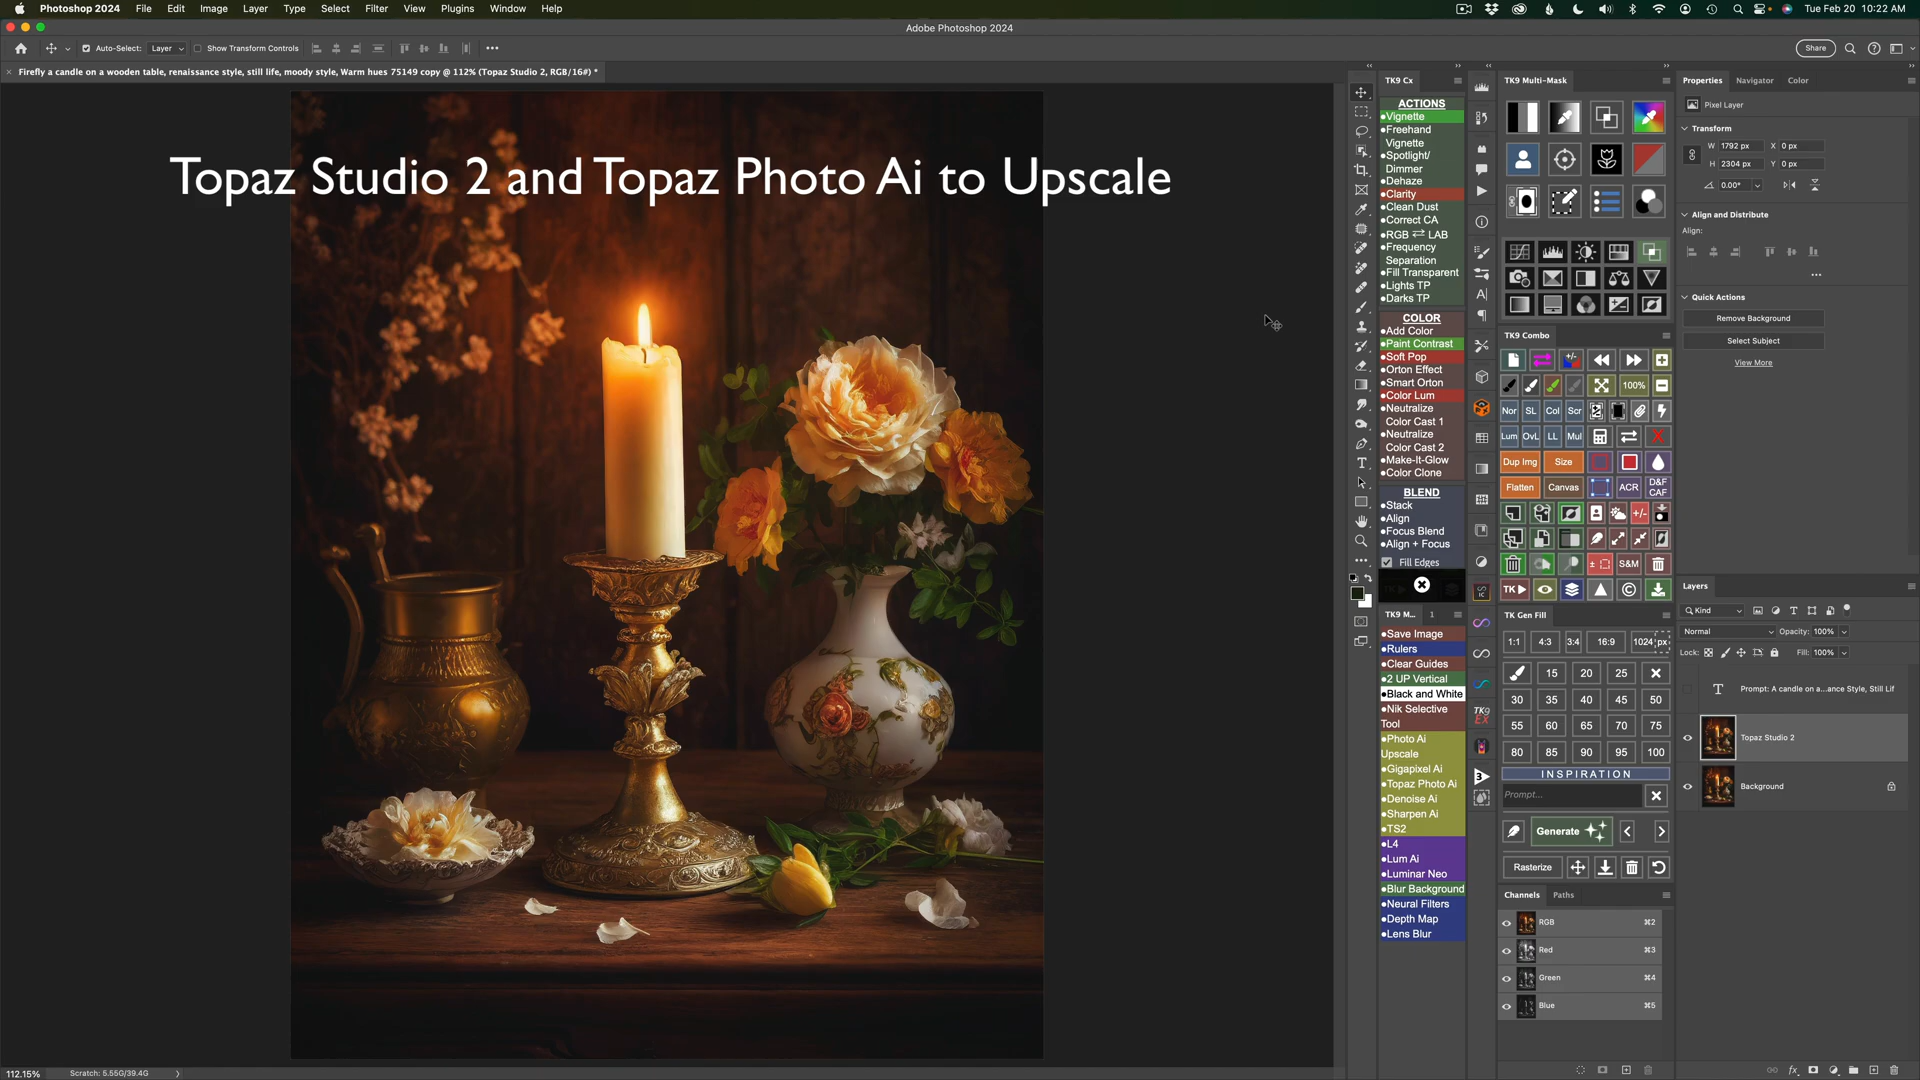 Photoshop 2024 File Edit Image Layer Type Select Filter View Plugins Window Help
Tue Feb 20 10:22 AM
Adobe Photoshop 2024
Auto-Select: Layer Show Transform Controls
Share
Firefly a candle on a wooden table, renaissance style, still life, moody style, Warm hues 75149 copy @ 112% (Topaz Studio 2, RGB/16#) *
Topaz Studio 2 and Topaz Photo Ai to Upscale
112.15% Scratch: 5.55G/39.4G
TK9 Cx
ACTIONS
•Vignette
•Freehand
Vignette
•Spotlight/
Dimmer
•Dehaze
•Clarity
•Clean Dust
•Correct CA
•RGB ⇄ LAB
•Frequency
Separation
•Fill Transparent
•Lights TP
•Darks TP
COLOR
•Add Color
•Paint Contrast
•Soft Pop
•Orton Effect
•Smart Orton
•Color Lum
•Neutralize
Color Cast 1
•Neutralize
Color Cast 2
•Make-It-Glow
•Color Clone
BLEND
•Stack
•Align
•Focus Blend
•Align + Focus
Fill Edges
TK9 M... 1
•Save Image
•Rulers
•Clear Guides
•2 UP Vertical
•Black and White
•Nik Selective
Tool
•Photo Ai
Upscale
•Gigapixel Ai
•Topaz Photo Ai
•Denoise Ai
•Sharpen Ai
•TS2
•L4
•Lum Ai
•Luminar Neo
•Blur Background
•Neural Filters
•Depth Map
•Lens Blur
TK9
EX
TK9 Multi-Mask
TK9 Combo
100%
Nor SL Col Scr
Lum OvL LL Mul
Dup Img Size
Flatten Canvas ACR D&F
CAF
S&M
TK
TK Gen Fill
1:1 4:3 3:4 16:9 1024 px
15 20 25
30 35 40 45 50
55 60 65 70 75
80 85 90 95 100
INSPIRATION
Prompt...
Generate
Rasterize
Channels Paths
RGB ⌘2
Red ⌘3
Green ⌘4
Blue ⌘5
Properties Navigator Color
Pixel Layer
Transform
W 1792 px X 0 px
H 2304 px Y 0 px
0.00°
Align and Distribute
Align:
Quick Actions
Remove Background
Select Subject
View More
Layers
Kind
Normal Opacity: 100%
Lock: Fill: 100%
Prompt: A candle on a...ance Style, Still Lif
Topaz Studio 2
Background